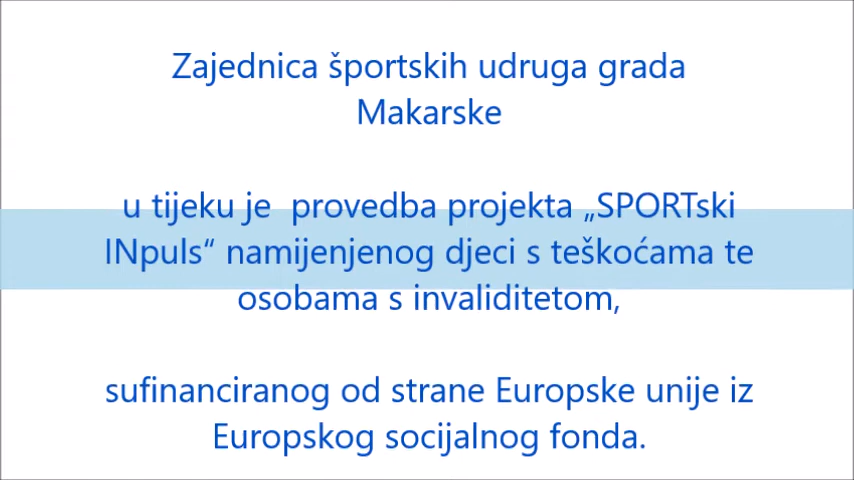 Zajednica športskih udruga grada
Makarske
u tijeku je  provedba projekta „SPORTski
INpuls“ namijenjenog djeci s teškoćama te
osobama s invaliditetom,
sufinanciranog od strane Europske unije iz
Europskog socijalnog fonda.